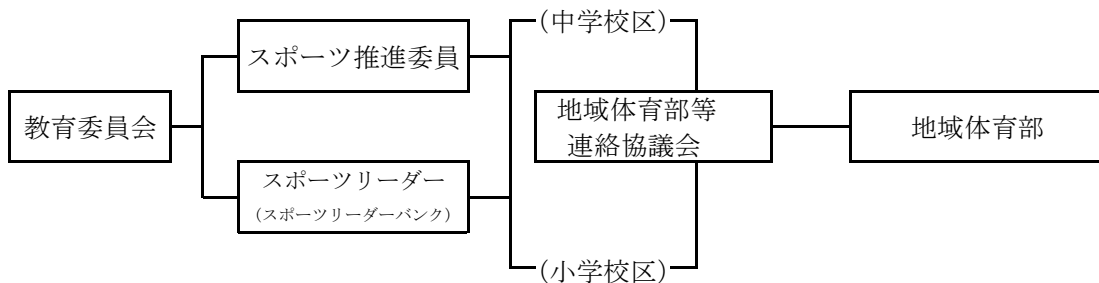 教育委員会
スポーツ推進委員
スポーツリーダー
(スポーツリーダーバンク)
(中学校区)
地域体育部等
連絡協議会
(小学校区)
地域体育部